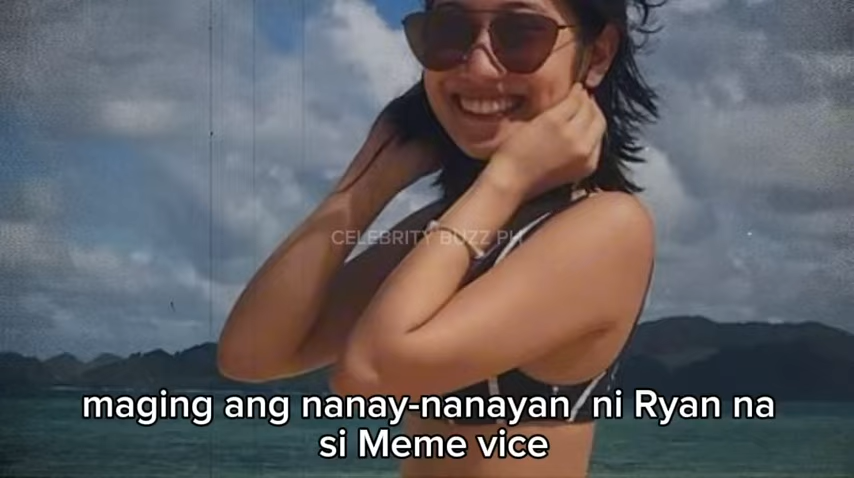 CELEBRITY BUZZ PH
maging ang nanay-nanayan ni Ryan na
si Meme vice